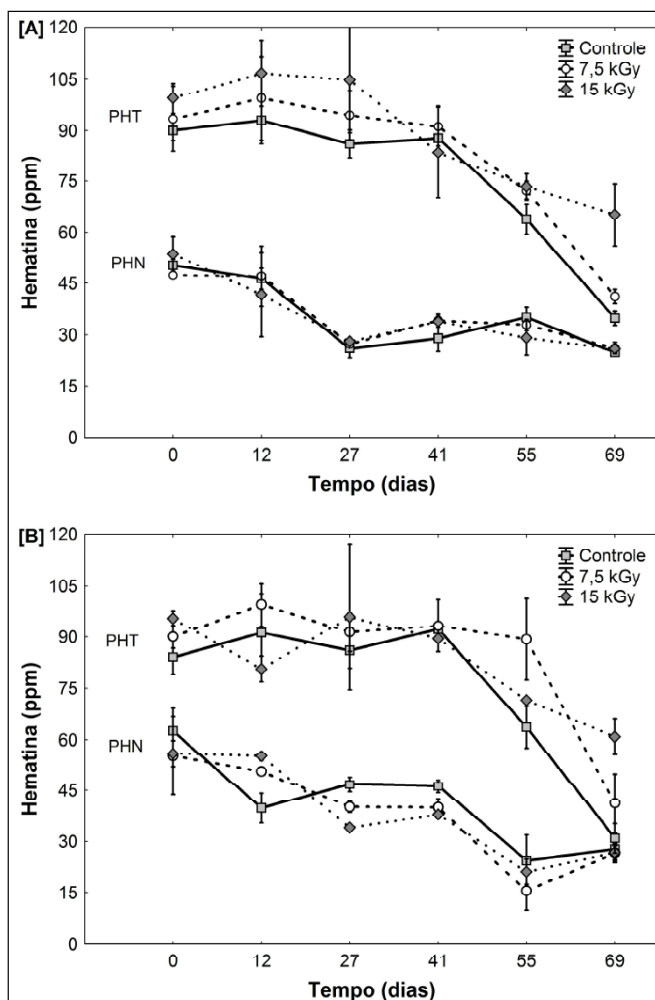 [A]
120
105
90
75
60
45
30
15
0
Hematina (ppm)
PHT
PHN
Controle
7,5 kGy
15 kGy
0 12 27 41 55 69
Tempo (dias)
[B]
120
105
90
75
60
45
30
15
0
Hematina (ppm)
PHT
PHN
Controle
7,5 kGy
15 kGy
0 12 27 41 55 69
Tempo (dias)